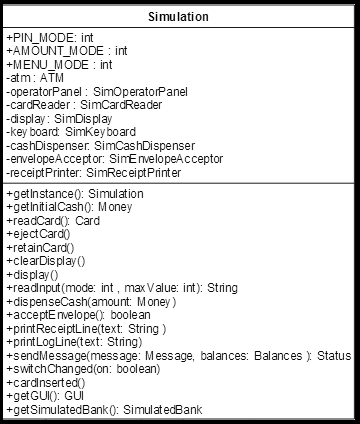 Simulation
+PIN_MODE: int
+AMOUNT_MODE : int
+MENU_MODE : int
-atm : ATM
-operatorPanel : SimOperatorPanel
-cardReader : SimCardReader
-display : SimDisplay
-keyboard: SimKeyboard
-cashDispenser: SimCashDispenser
-envelopeAcceptor: SimEnvelopeAcceptor
-receiptPrinter: SimReceiptPrinter
+getInstance(): Simulation
+getInitialCash(): Money
+readCard(): Card
+ejectCard()
+retainCard()
+clearDisplay()
+display()
+readInput(mode: int , maxValue: int): String
+dispenseCash(amount: Money )
+acceptEnvelope(): boolean
+printReceiptLine(text: String )
+printLogLine(text: String)
+sendMessage(message: Message, balances: Balances ): Status
+switchChanged(on: boolean)
+cardInserted()
+getGUI(): GUI
+getSimulatedBank(): SimulatedBank